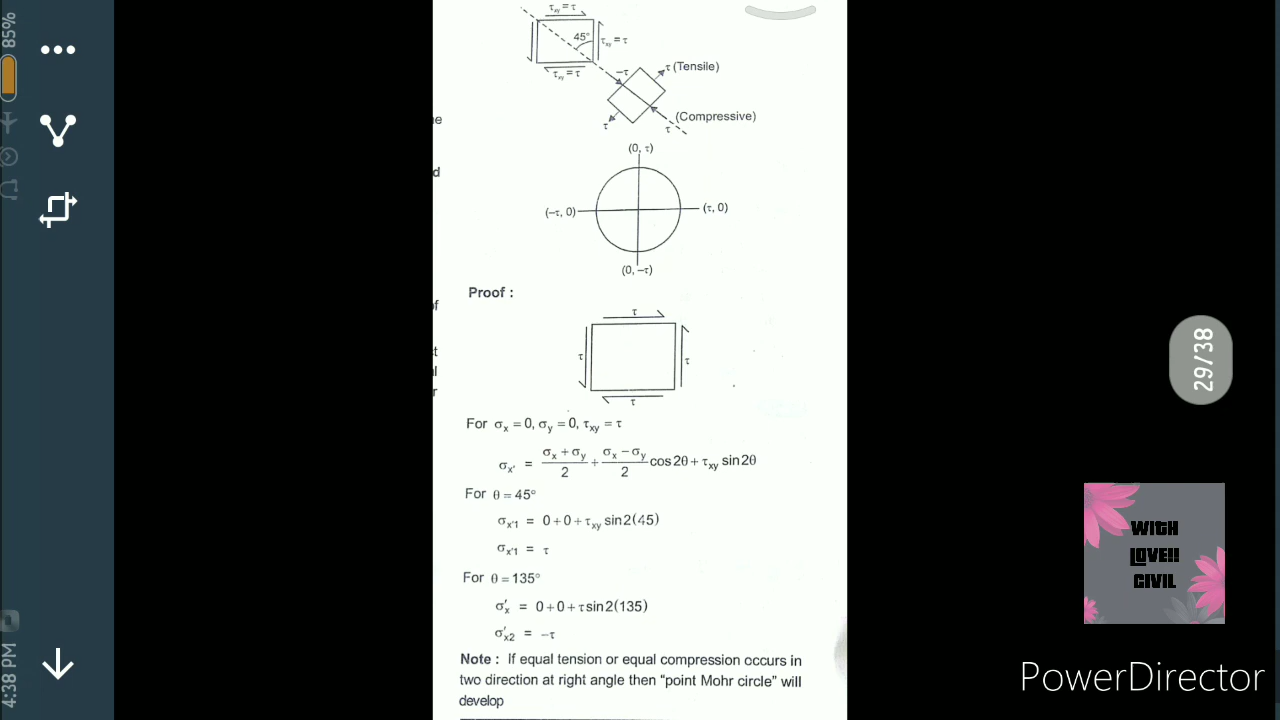 85%
4:38 PM
τxy = τ
45°
τxy = τ
τxy = τ
−τ
τ (Tensile)
τ
τ
(Compressive)
(0, τ)
(−τ, 0)
(τ, 0)
(0, −τ)
Proof :
τ
τ
τ
τ
For σx = 0, σy = 0, τxy = τ
σx' = (σx + σy)/2 + (σx − σy)/2 cos 2θ + τxy sin 2θ
For θ = 45°
σx'1 = 0 + 0 + τxy sin 2(45)
σx'1 = τ
For θ = 135°
σ'x = 0 + 0 + τ sin 2(135)
σ'x2 = −τ
Note : If equal tension or equal compression occurs in
two direction at right angle then "point Mohr circle" will
develop
29/38
WITH
LOVE!!
CIVIL
PowerDirector